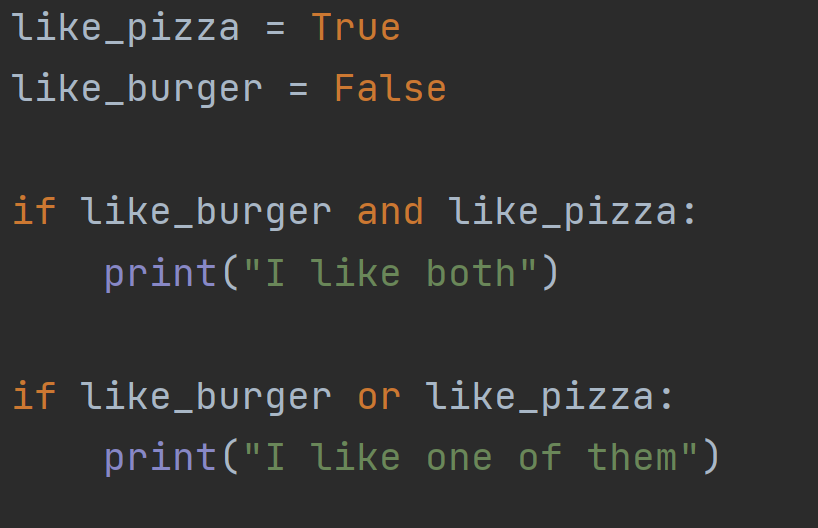 like_pizza = True
like_burger = False
if like_burger and like_pizza:
    print("I like both")
if like_burger or like_pizza:
    print("I like one of them")